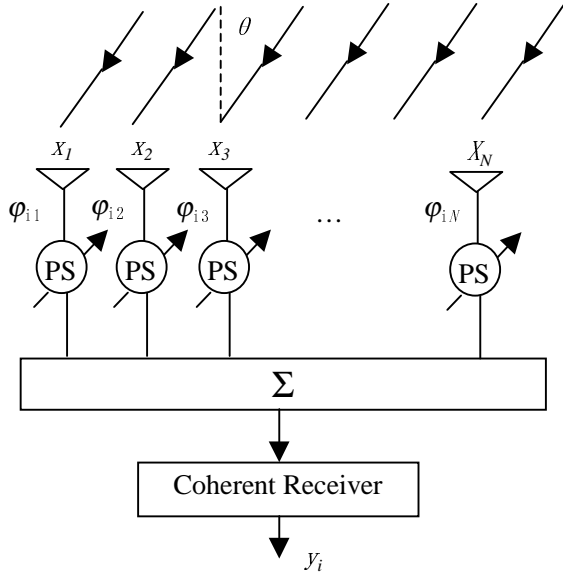 θ
X1 X2 X3 XN
φi1 φi2 φi3 ... φiN
PS PS PS PS
Σ
Coherent Receiver
yi